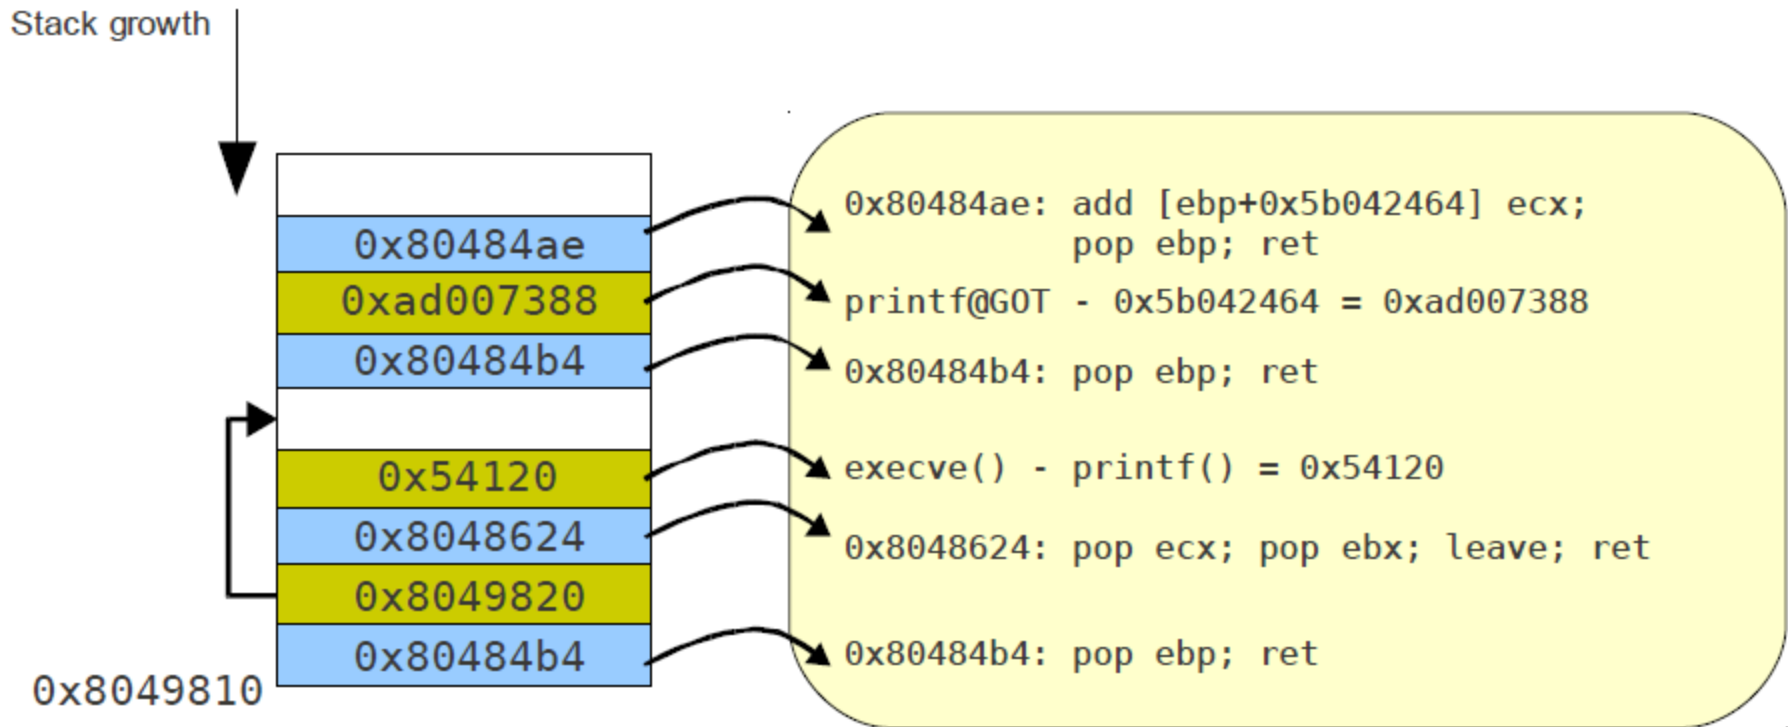 Stack growth
0x80484ae
0xad007388
0x80484b4
0x54120
0x8048624
0x8049820
0x80484b4
0x8049810
0x80484ae: add [ebp+0x5b042464] ecx;
pop ebp; ret
printf@GOT - 0x5b042464 = 0xad007388
0x80484b4: pop ebp; ret
execve() - printf() = 0x54120
0x8048624: pop ecx; pop ebx; leave; ret
0x80484b4: pop ebp; ret